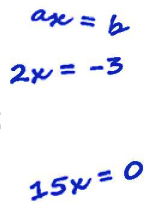 ax = b
2x = -3
15x = 0